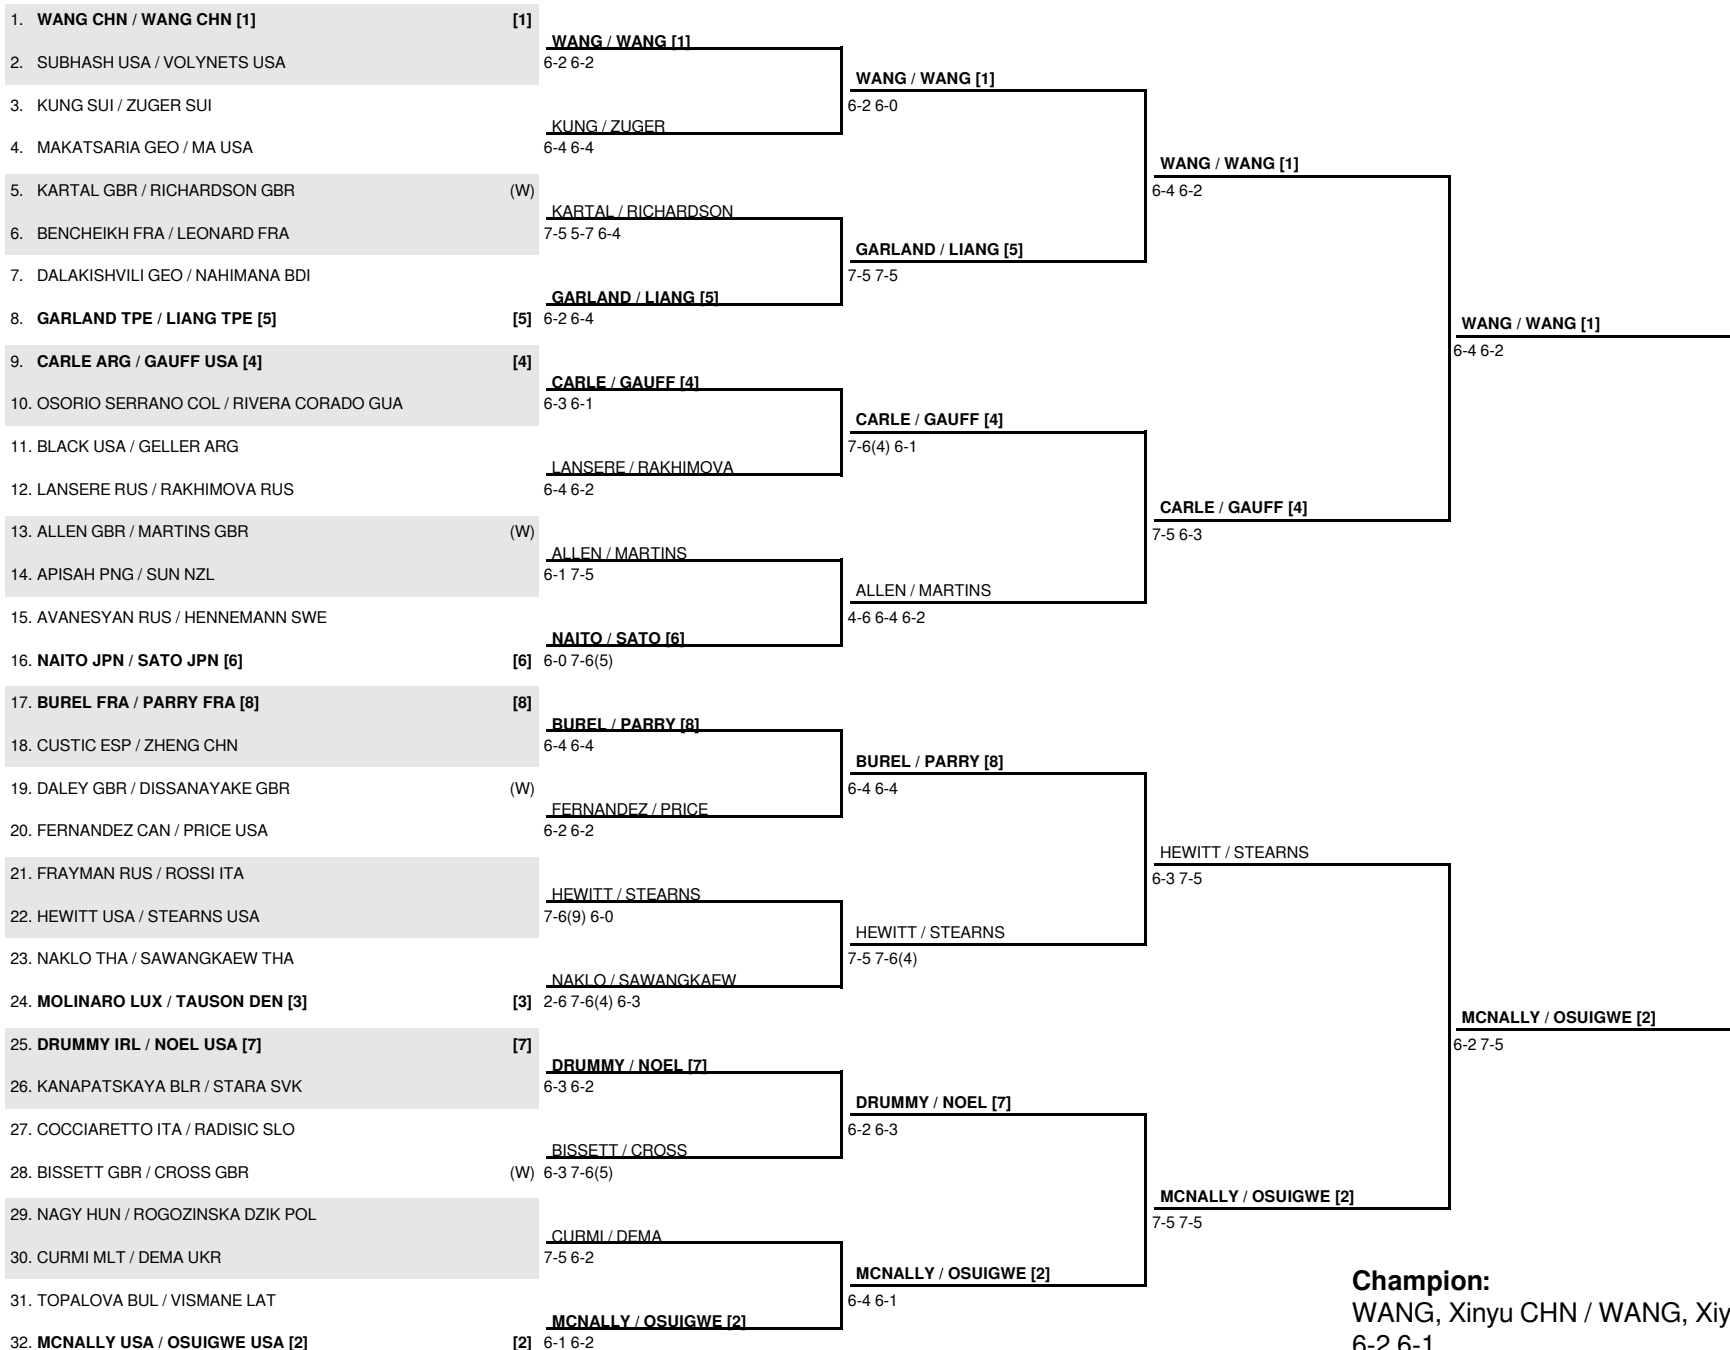 1. WANG CHN / WANG CHN [1] [1]
2. SUBHASH USA / VOLYNETS USA
3. KUNG SUI / ZUGER SUI
4. MAKATSARIA GEO / MA USA
5. KARTAL GBR / RICHARDSON GBR (W)
6. BENCHEIKH FRA / LEONARD FRA
7. DALAKISHVILI GEO / NAHIMANA BDI
8. GARLAND TPE / LIANG TPE [5] [5]
9. CARLE ARG / GAUFF USA [4] [4]
10. OSORIO SERRANO COL / RIVERA CORADO GUA
11. BLACK USA / GELLER ARG
12. LANSERE RUS / RAKHIMOVA RUS
13. ALLEN GBR / MARTINS GBR (W)
14. APISAH PNG / SUN NZL
15. AVANESYAN RUS / HENNEMANN SWE
16. NAITO JPN / SATO JPN [6] [6]
17. BUREL FRA / PARRY FRA [8] [8]
18. CUSTIC ESP / ZHENG CHN
19. DALEY GBR / DISSANAYAKE GBR (W)
20. FERNANDEZ CAN / PRICE USA
21. FRAYMAN RUS / ROSSI ITA
22. HEWITT USA / STEARNS USA
23. NAKLO THA / SAWANGKAEW THA
24. MOLINARO LUX / TAUSON DEN [3] [3]
25. DRUMMY IRL / NOEL USA [7] [7]
26. KANAPATSKAYA BLR / STARA SVK
27. COCCIARETTO ITA / RADISIC SLO
28. BISSETT GBR / CROSS GBR (W)
29. NAGY HUN / ROGOZINSKA DZIK POL
30. CURMI MLT / DEMA UKR
31. TOPALOVA BUL / VISMANE LAT
32. MCNALLY USA / OSUIGWE USA [2] [2]
WANG / WANG [1]
6-2 6-2
KUNG / ZUGER
6-4 6-4
KARTAL / RICHARDSON
7-5 5-7 6-4
GARLAND / LIANG [5]
6-2 6-4
CARLE / GAUFF [4]
6-3 6-1
LANSERE / RAKHIMOVA
6-4 6-2
ALLEN / MARTINS
6-1 7-5
NAITO / SATO [6]
6-0 7-6(5)
BUREL / PARRY [8]
6-4 6-4
FERNANDEZ / PRICE
6-2 6-2
HEWITT / STEARNS
7-6(9) 6-0
NAKLO / SAWANGKAEW
2-6 7-6(4) 6-3
DRUMMY / NOEL [7]
6-3 6-2
BISSETT / CROSS
6-3 7-6(5)
CURMI / DEMA
7-5 6-2
MCNALLY / OSUIGWE [2]
6-1 6-2
WANG / WANG [1]
6-2 6-0
GARLAND / LIANG [5]
7-5 7-5
CARLE / GAUFF [4]
7-6(4) 6-1
ALLEN / MARTINS
4-6 6-4 6-2
BUREL / PARRY [8]
6-4 6-4
HEWITT / STEARNS
7-5 7-6(4)
DRUMMY / NOEL [7]
6-2 6-3
MCNALLY / OSUIGWE [2]
6-4 6-1
WANG / WANG [1]
6-4 6-2
CARLE / GAUFF [4]
7-5 6-3
HEWITT / STEARNS
6-3 7-5
MCNALLY / OSUIGWE [2]
7-5 7-5
WANG / WANG [1]
6-4 6-2
MCNALLY / OSUIGWE [2]
6-2 7-5
Champion:
WANG, Xinyu CHN / WANG, Xiy
6-2 6-1